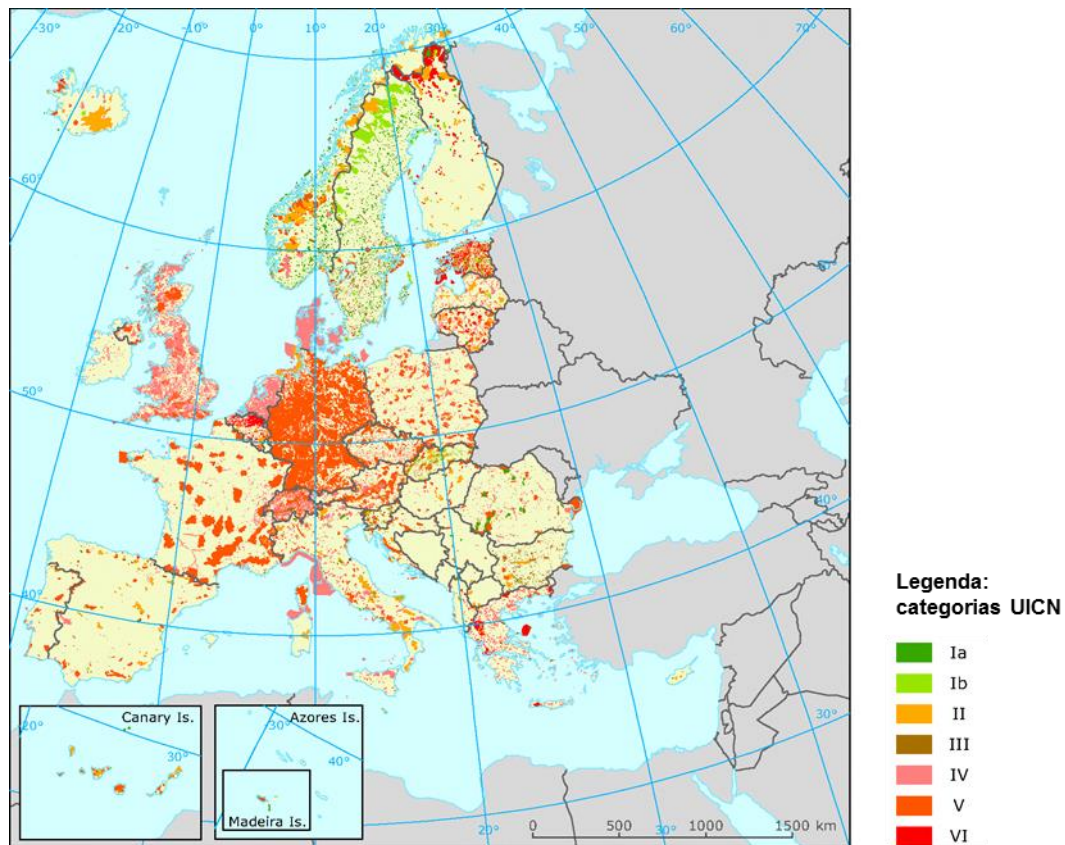 -30° -20° -10° 0° 10° 20° 30° 40° 50° 60° 70°
60°
50°
40°
60°
40°
30°
Canary Is.
20°
30°
Azores Is.
30°
40°
Madeira Is.
20°
30°
0 500 1000 1500 km
Legenda:
categorias UICN
Ia
Ib
II
III
IV
V
VI